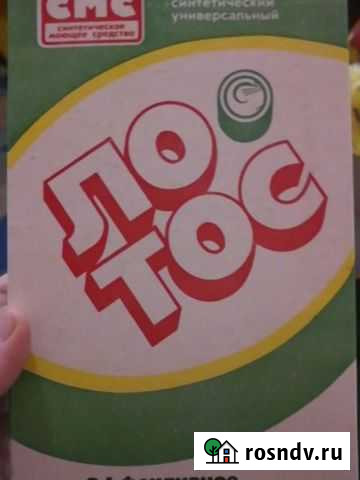 СМС
синтетическое
моющее средство
синтетический
универсальный
ЛО
ТОС
rosndv.ru